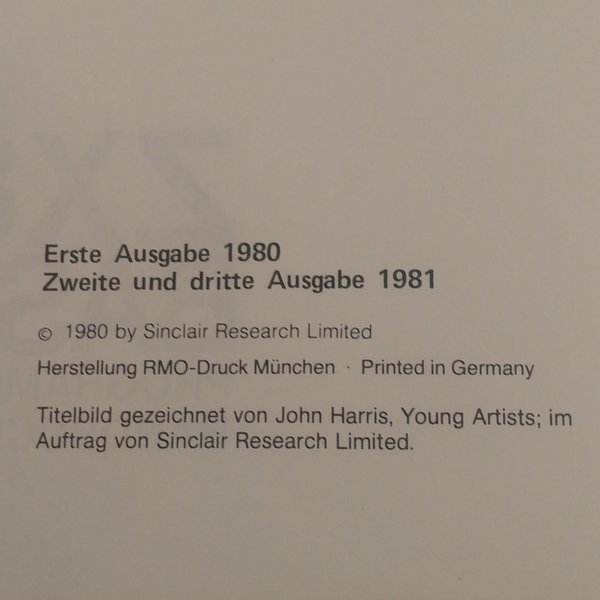 Erste Ausgabe 1980
Zweite und dritte Ausgabe 1981
© 1980 by Sinclair Research Limited
Herstellung RMO-Druck München · Printed in Germany
Titelbild gezeichnet von John Harris, Young Artists; im
Auftrag von Sinclair Research Limited.